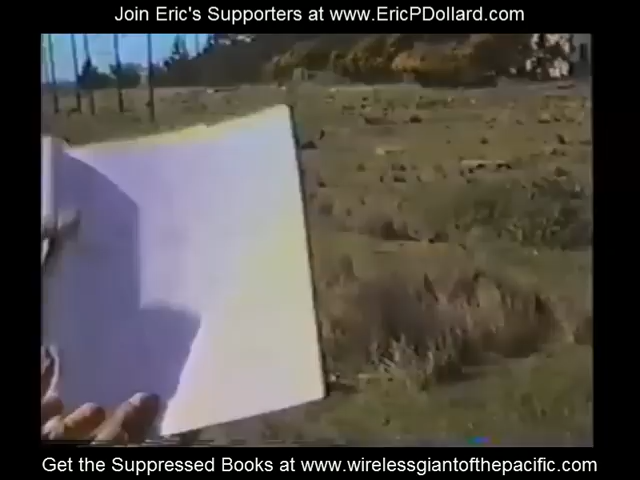 Join Eric's Supporters at www.EricPDollard.com
Get the Suppressed Books at www.wirelessgiantofthepacific.com